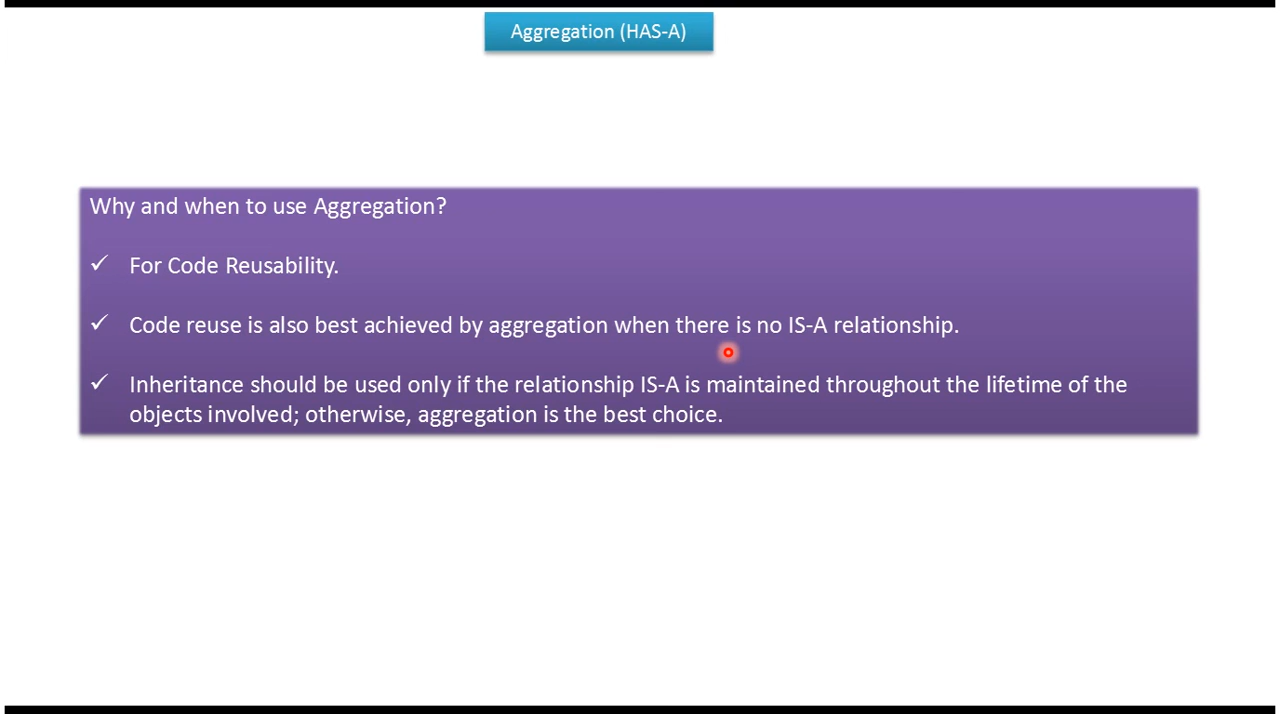 Aggregation (HAS-A)
Why and when to use Aggregation?
✓ For Code Reusability.
✓ Code reuse is also best achieved by aggregation when there is no IS-A relationship.
✓ Inheritance should be used only if the relationship IS-A is maintained throughout the lifetime of the
objects involved; otherwise, aggregation is the best choice.